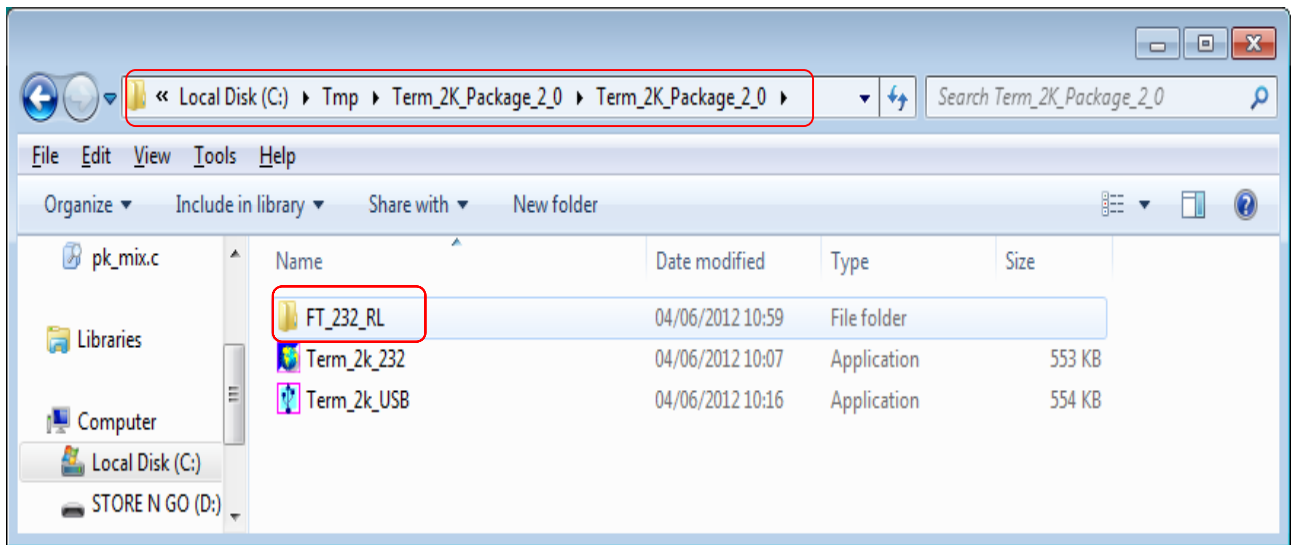 « Local Disk (C:) ▸ Tmp ▸ Term_2K_Package_2_0 ▸ Term_2K_Package_2_0 ▸ Search Term_2K_Package_2_0
File Edit View Tools Help
Organize ▾ Include in library ▾ Share with ▾ New folder
pk_mix.c
Libraries
Computer
Local Disk (C:)
STORE N GO (D:)
Name Date modified Type Size
FT_232_RL 04/06/2012 10:59 File folder
Term_2k_232 04/06/2012 10:07 Application 553 KB
Term_2k_USB 04/06/2012 10:16 Application 554 KB